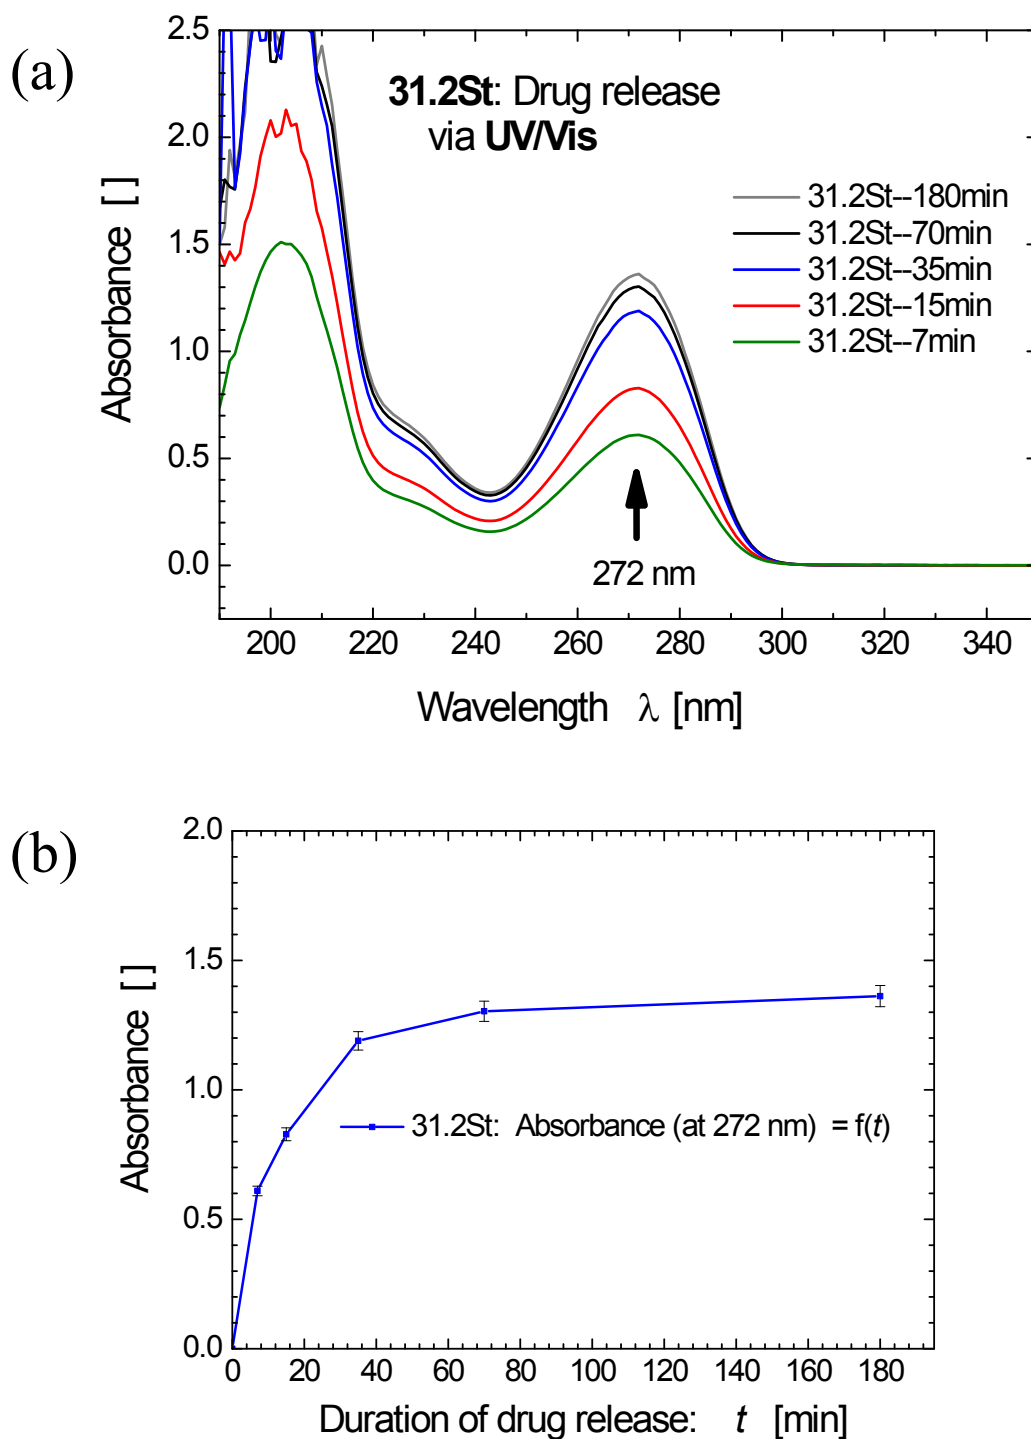 (a)
31.2St: Drug release
via UV/Vis
31.2St--180min
31.2St--70min
31.2St--35min
31.2St--15min
31.2St--7min
272 nm
Absorbance [ ]
2.5
2.0
1.5
1.0
0.5
0.0
200 220 240 260 280 300 320 340
Wavelength λ [nm]
(b)
Absorbance [ ]
2.0
1.5
1.0
0.5
0.0
31.2St: Absorbance (at 272 nm) = f(t)
0 20 40 60 80 100 120 140 160 180
Duration of drug release: t [min]